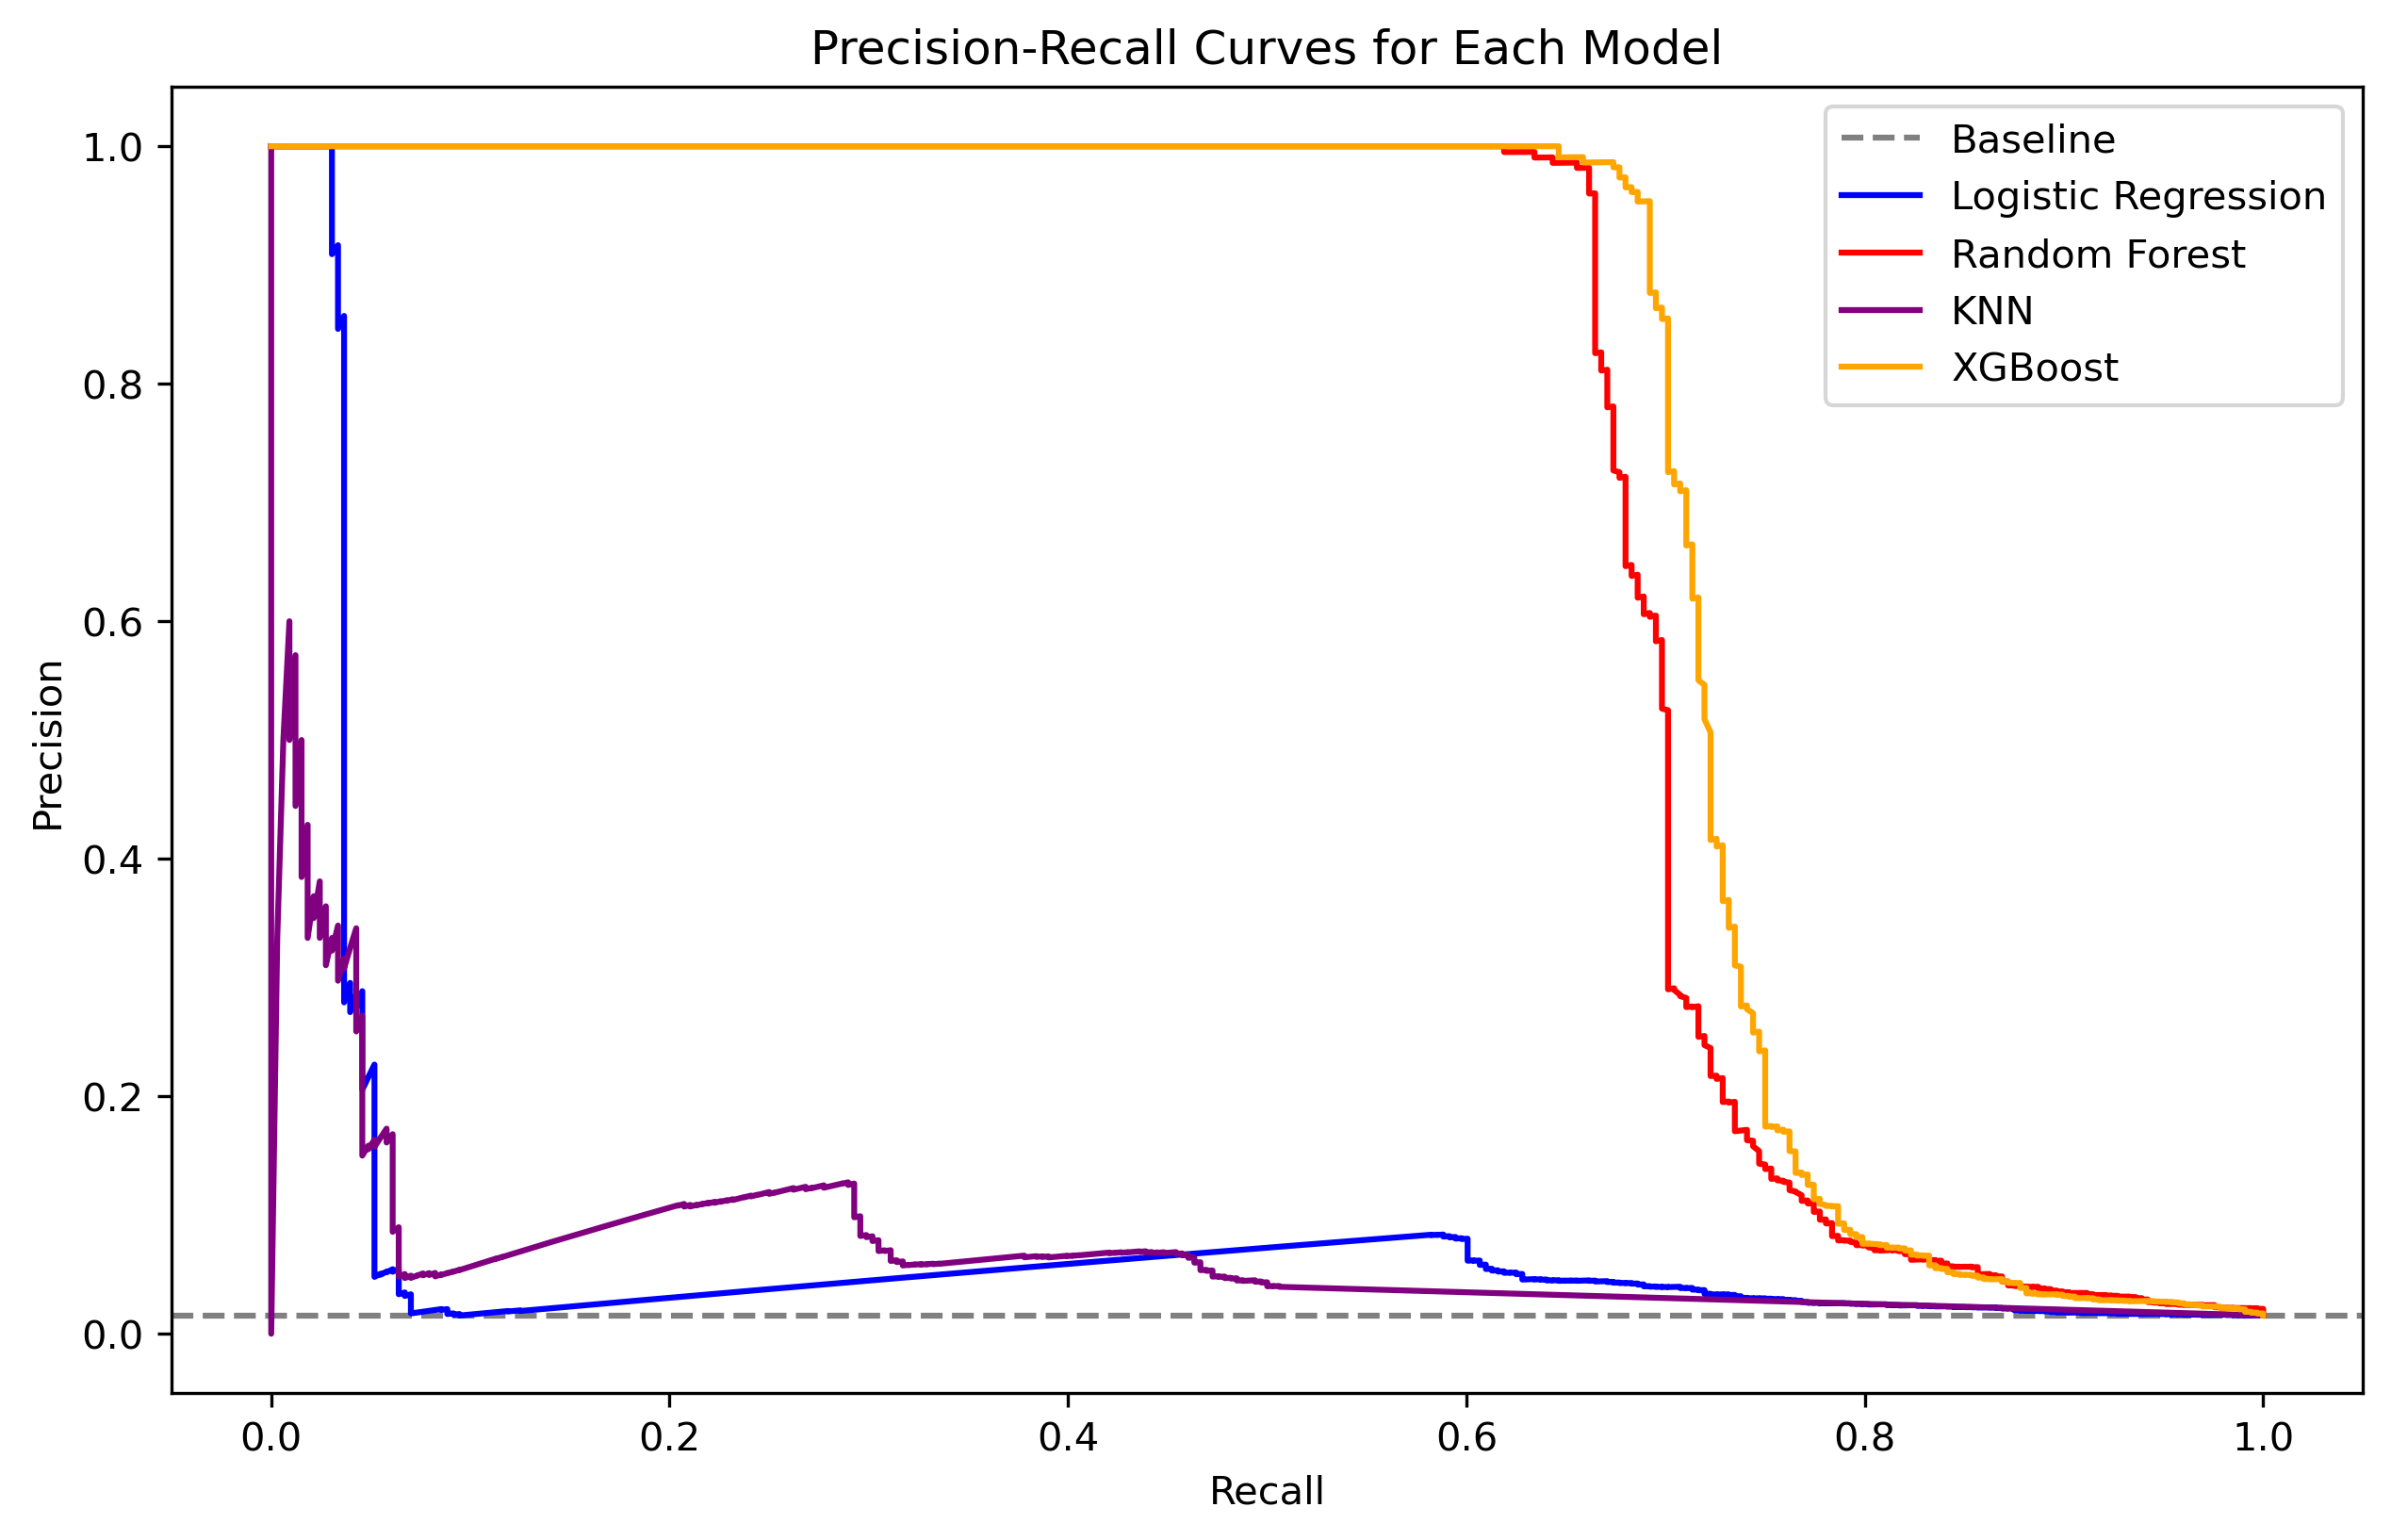 Precision-Recall Curves for Each Model
1.0
0.8
0.6
0.4
0.2
0.0
Precision
Baseline
Logistic Regression
Random Forest
KNN
XGBoost
0.0 0.2 0.4 0.6 0.8 1.0
Recall